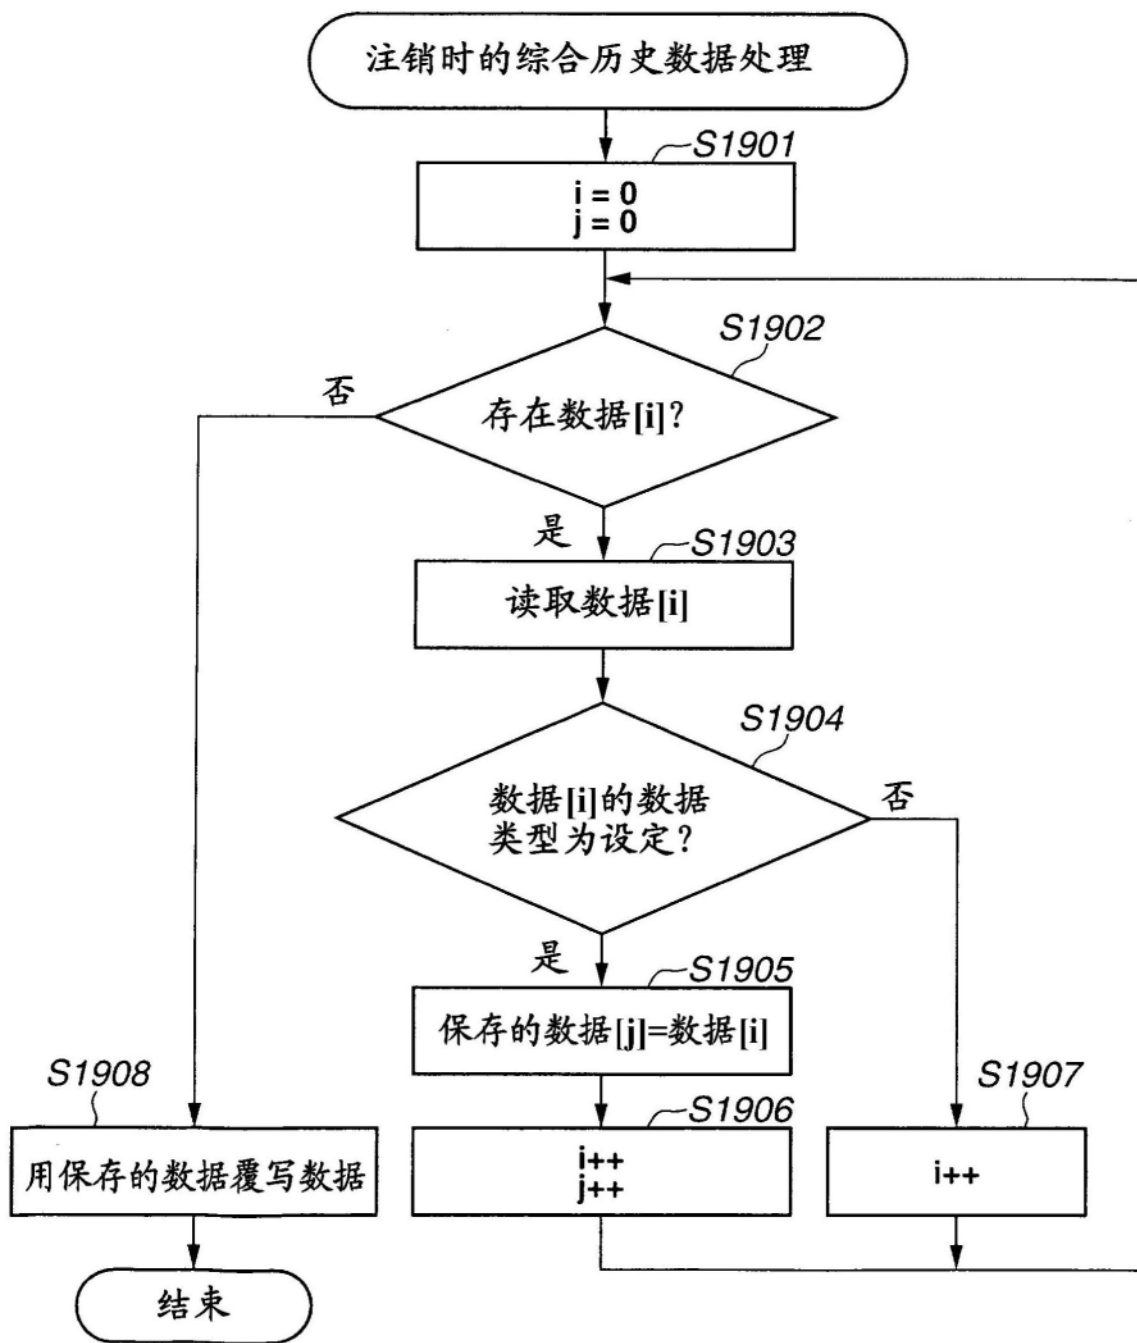 注销时的综合历史数据处理
S1901
i = 0
j = 0
S1902
否
存在数据[i]?
是
S1903
读取数据[i]
S1904
数据[i]的数据
类型为设定?
否
是
S1905
保存的数据[j]=数据[i]
S1908
S1906
S1907
用保存的数据覆写数据
i++
j++
i++
结束